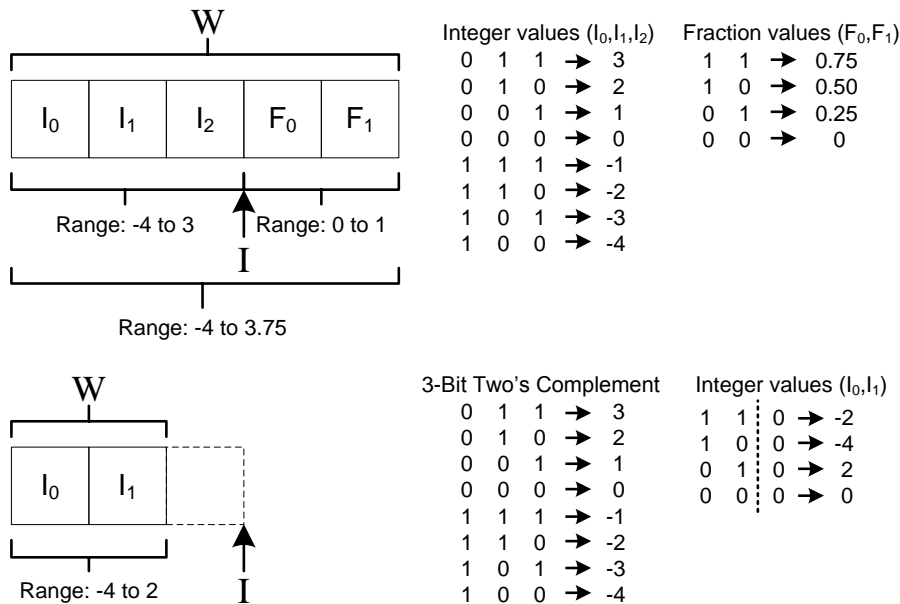 W
I0 I1 I2 F0 F1
Range: -4 to 3
Range: 0 to 1
I
Range: -4 to 3.75
Integer values (I0,I1,I2)
0 1 1 → 3
0 1 0 → 2
0 0 1 → 1
0 0 0 → 0
1 1 1 → -1
1 1 0 → -2
1 0 1 → -3
1 0 0 → -4
Fraction values (F0,F1)
1 1 → 0.75
1 0 → 0.50
0 1 → 0.25
0 0 → 0
W
I0 I1
Range: -4 to 2
I
3-Bit Two's Complement
0 1 1 → 3
0 1 0 → 2
0 0 1 → 1
0 0 0 → 0
1 1 1 → -1
1 1 0 → -2
1 0 1 → -3
1 0 0 → -4
Integer values (I0,I1)
1 1 0 → -2
1 0 0 → -4
0 1 0 → 2
0 0 0 → 0